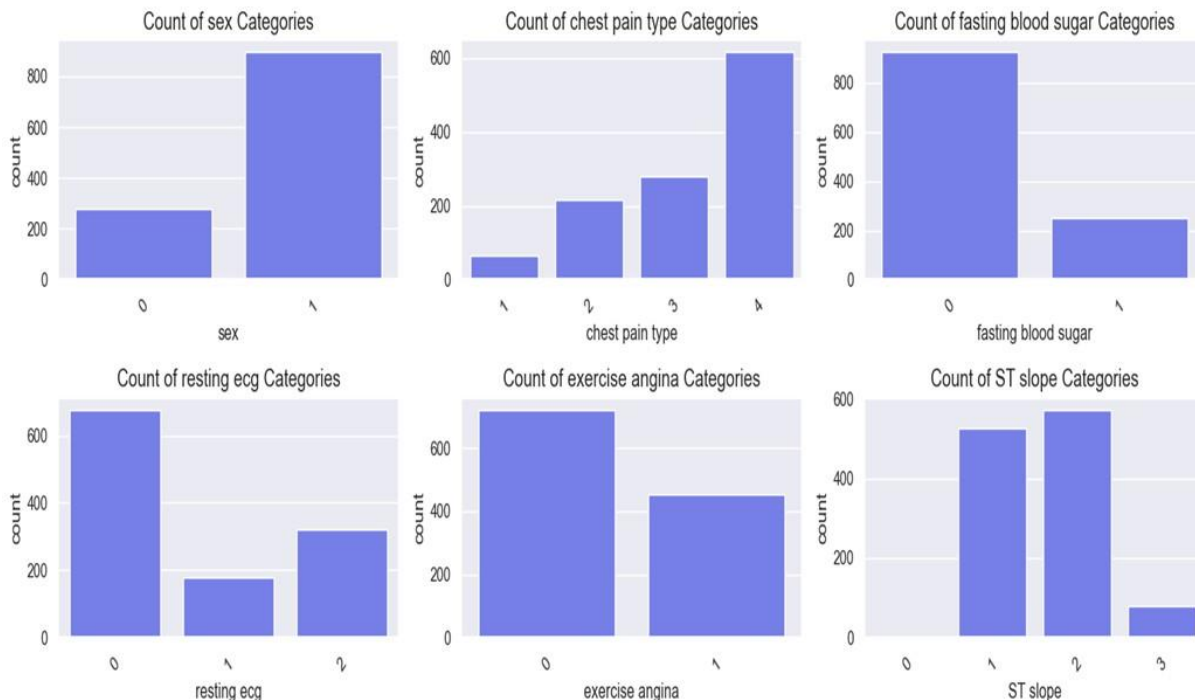 Count of sex Categories
count
800
600
400
200
0
0 1
sex
Count of chest pain type Categories
count
600
400
200
0
1 2 3 4
chest pain type
Count of fasting blood sugar Categories
count
800
600
400
200
0
0 1
fasting blood sugar
Count of resting ecg Categories
count
600
400
200
0
0 1 2
resting ecg
Count of exercise angina Categories
count
600
400
200
0
0 1
exercise angina
Count of ST slope Categories
count
600
400
200
0
0 1 2 3
ST slope